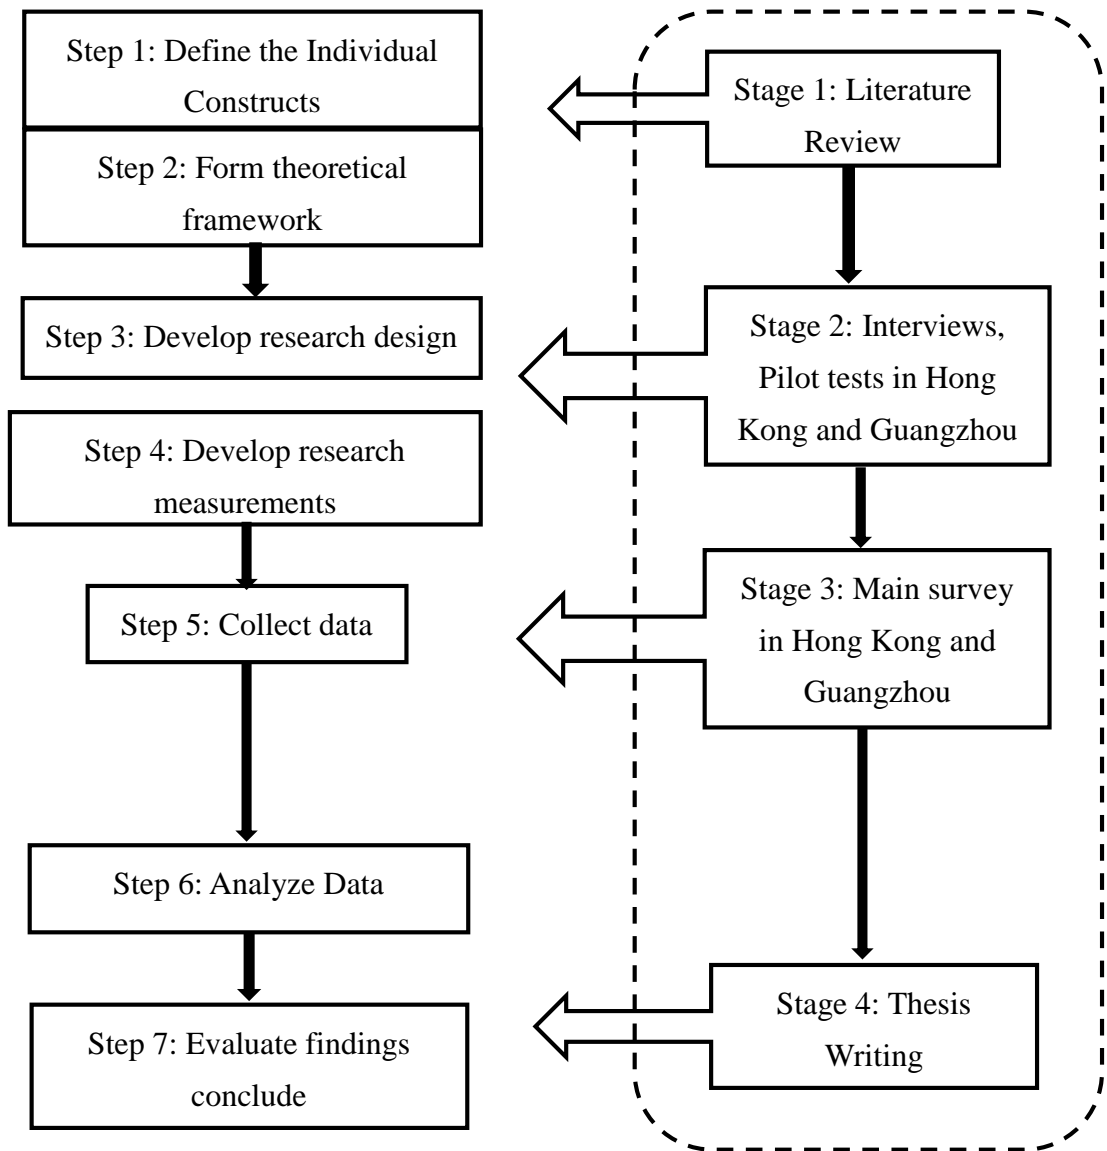 Step 1: Define the Individual
Constructs
Step 2: Form theoretical
framework
Step 3: Develop research design
Step 4: Develop research
measurements
Step 5: Collect data
Step 6: Analyze Data
Step 7: Evaluate findings
conclude
Stage 1: Literature
Review
Stage 2: Interviews,
Pilot tests in Hong
Kong and Guangzhou
Stage 3: Main survey
in Hong Kong and
Guangzhou
Stage 4: Thesis
Writing